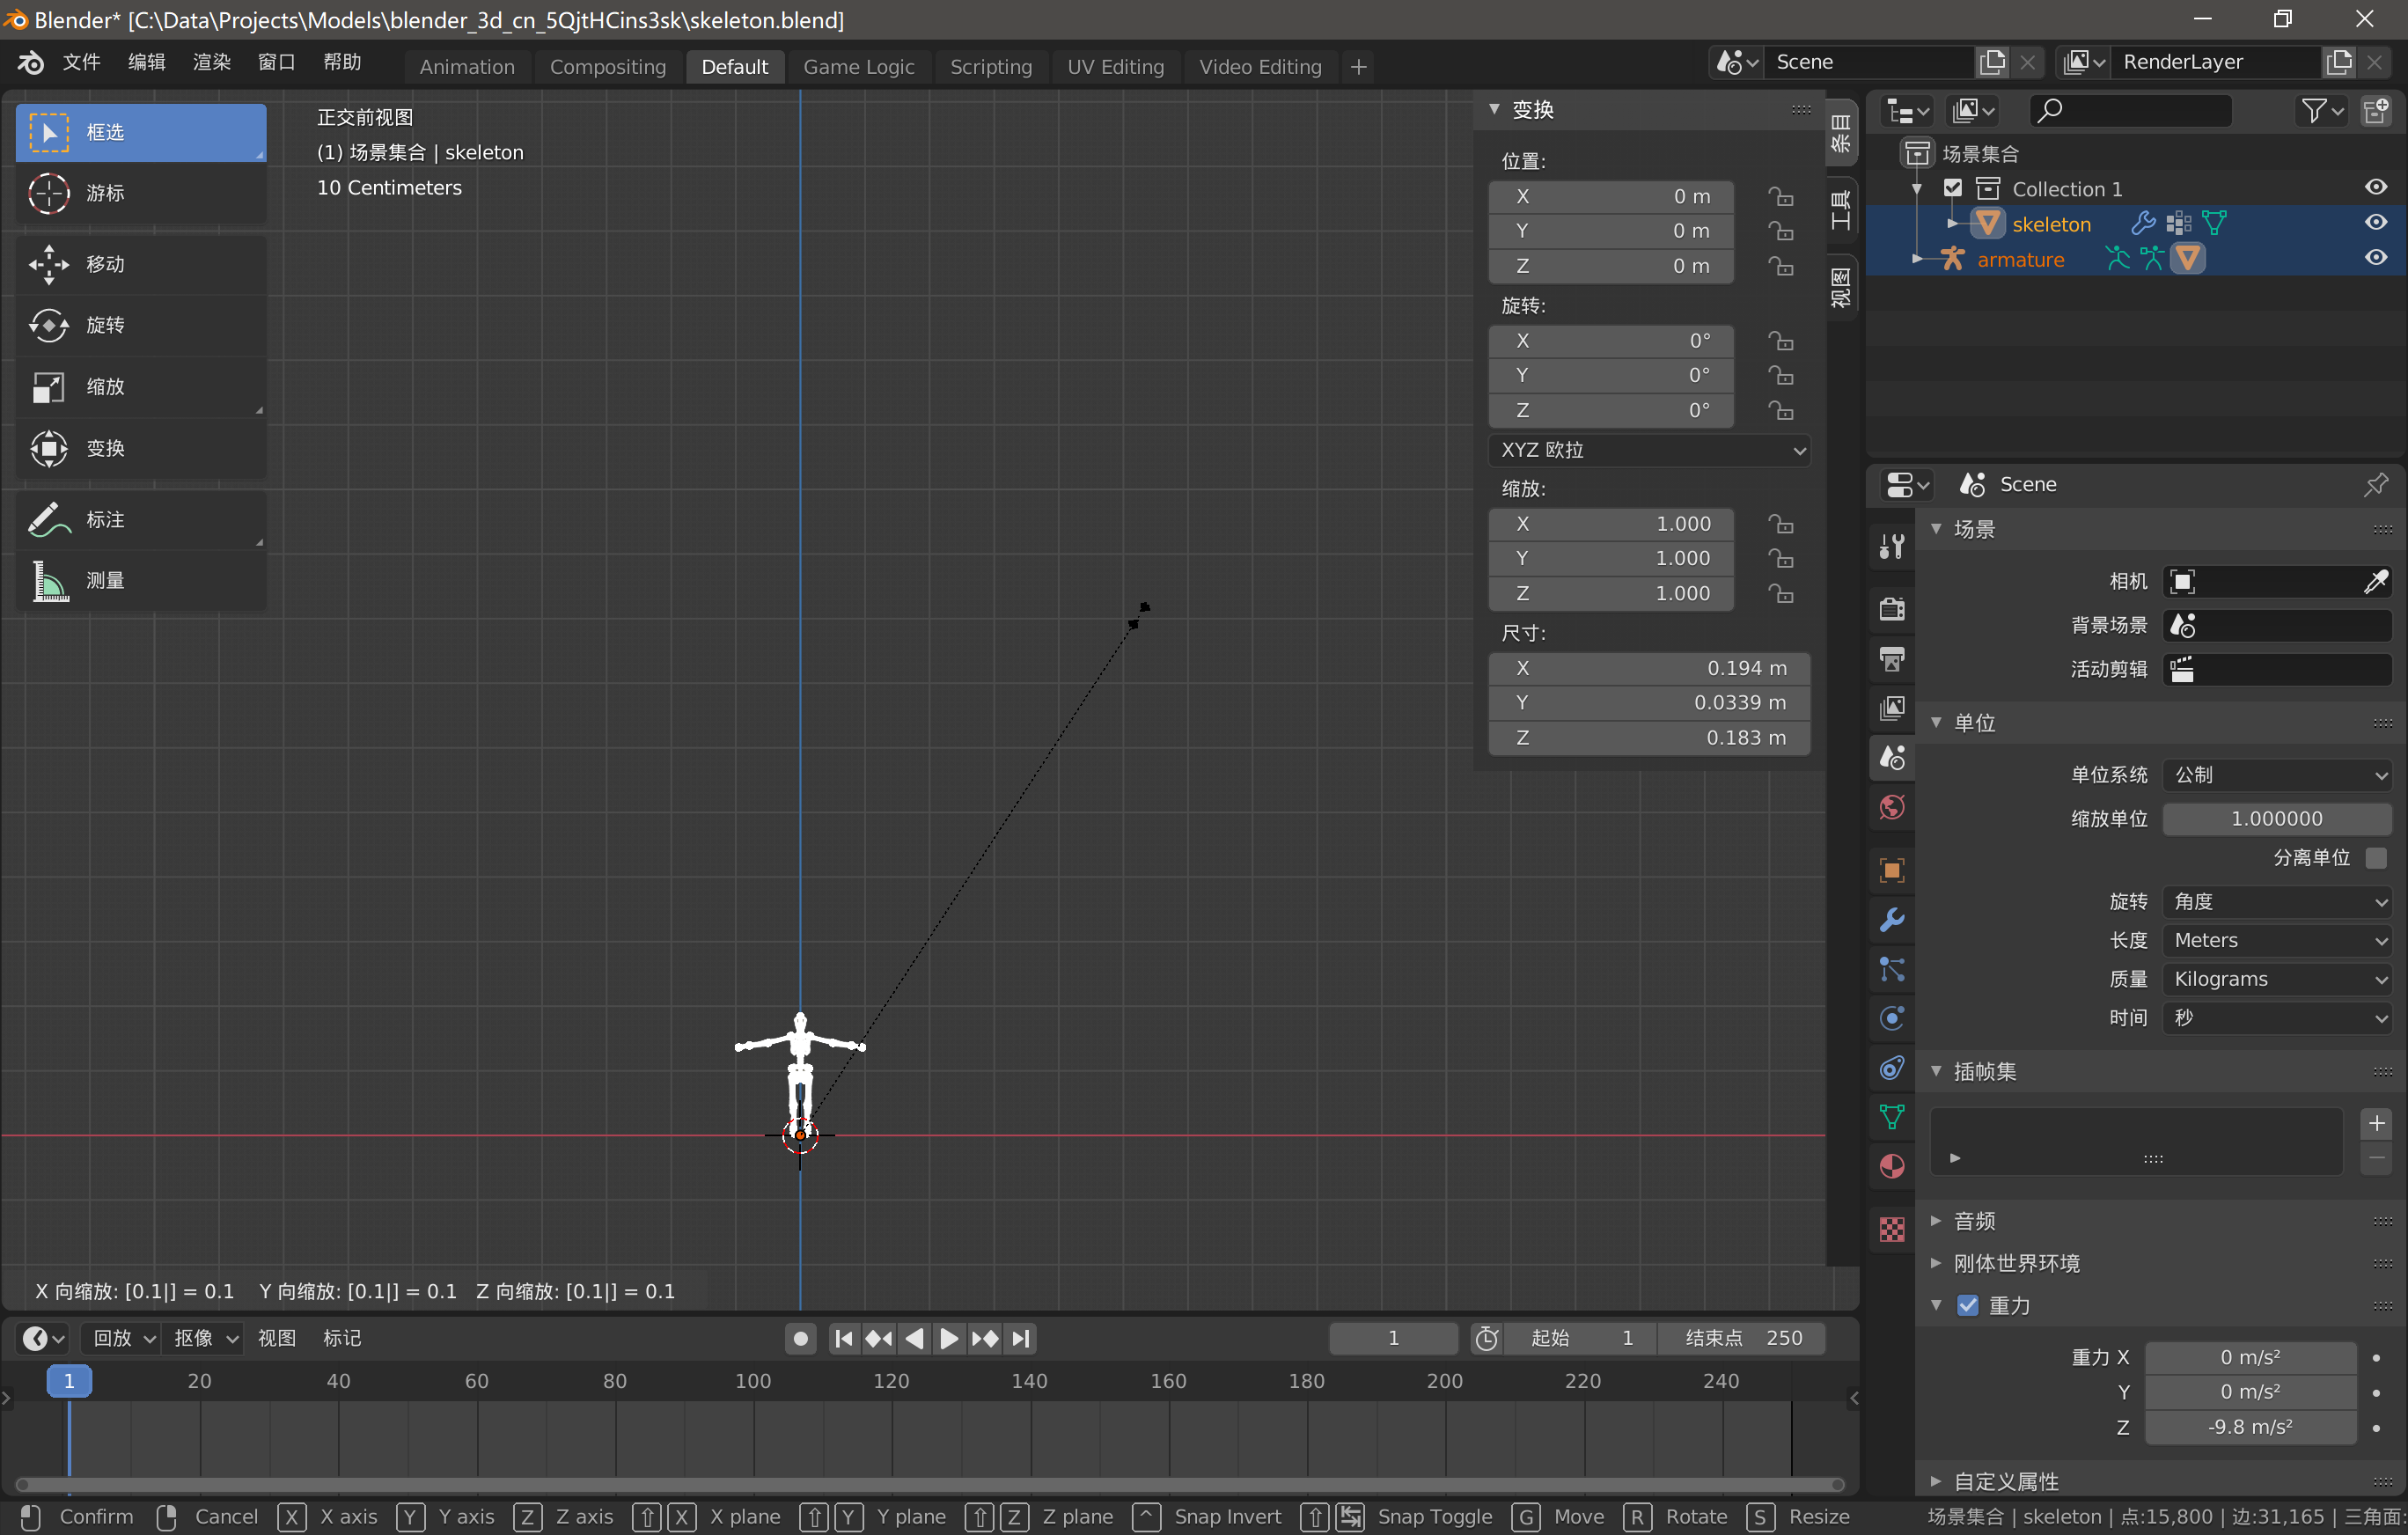 Blender* [C:\Data\Projects\Models\blender_3d_cn_5QjtHCins3sk\skeleton.blend]
文件 编辑 渲染 窗口 帮助 Animation Compositing Default Game Logic Scripting UV Editing Video Editing + Scene RenderLayer
框选
游标
移动
旋转
缩放
变换
标注
测量
正交前视图
(1) 场景集合 | skeleton
10 Centimeters
变换
位置:
X 0 m
Y 0 m
Z 0 m
旋转:
X 0°
Y 0°
Z 0°
XYZ 欧拉
缩放:
X 1.000
Y 1.000
Z 1.000
尺寸:
X 0.194 m
Y 0.0339 m
Z 0.183 m
条目
工具
视图
场景集合
Collection 1
skeleton
armature
Scene
场景
相机
背景场景
活动剪辑
单位
单位系统 公制
缩放单位 1.000000
分离单位
旋转 角度
长度 Meters
质量 Kilograms
时间 秒
插帧集
音频
刚体世界环境
重力
重力 X 0 m/s²
Y 0 m/s²
Z -9.8 m/s²
自定义属性
X 向缩放: [0.1|] = 0.1 Y 向缩放: [0.1|] = 0.1 Z 向缩放: [0.1|] = 0.1
回放 抠像 视图 标记 1 起始 1 结束点 250
1 20 40 60 80 100 120 140 160 180 200 220 240
Confirm Cancel X X axis Y Y axis Z Z axis X X plane Y Y plane Z Z plane ^ Snap Invert Snap Toggle G Move R Rotate S Resize 场景集合 | skeleton | 点:15,800 | 边:31,165 | 三角面